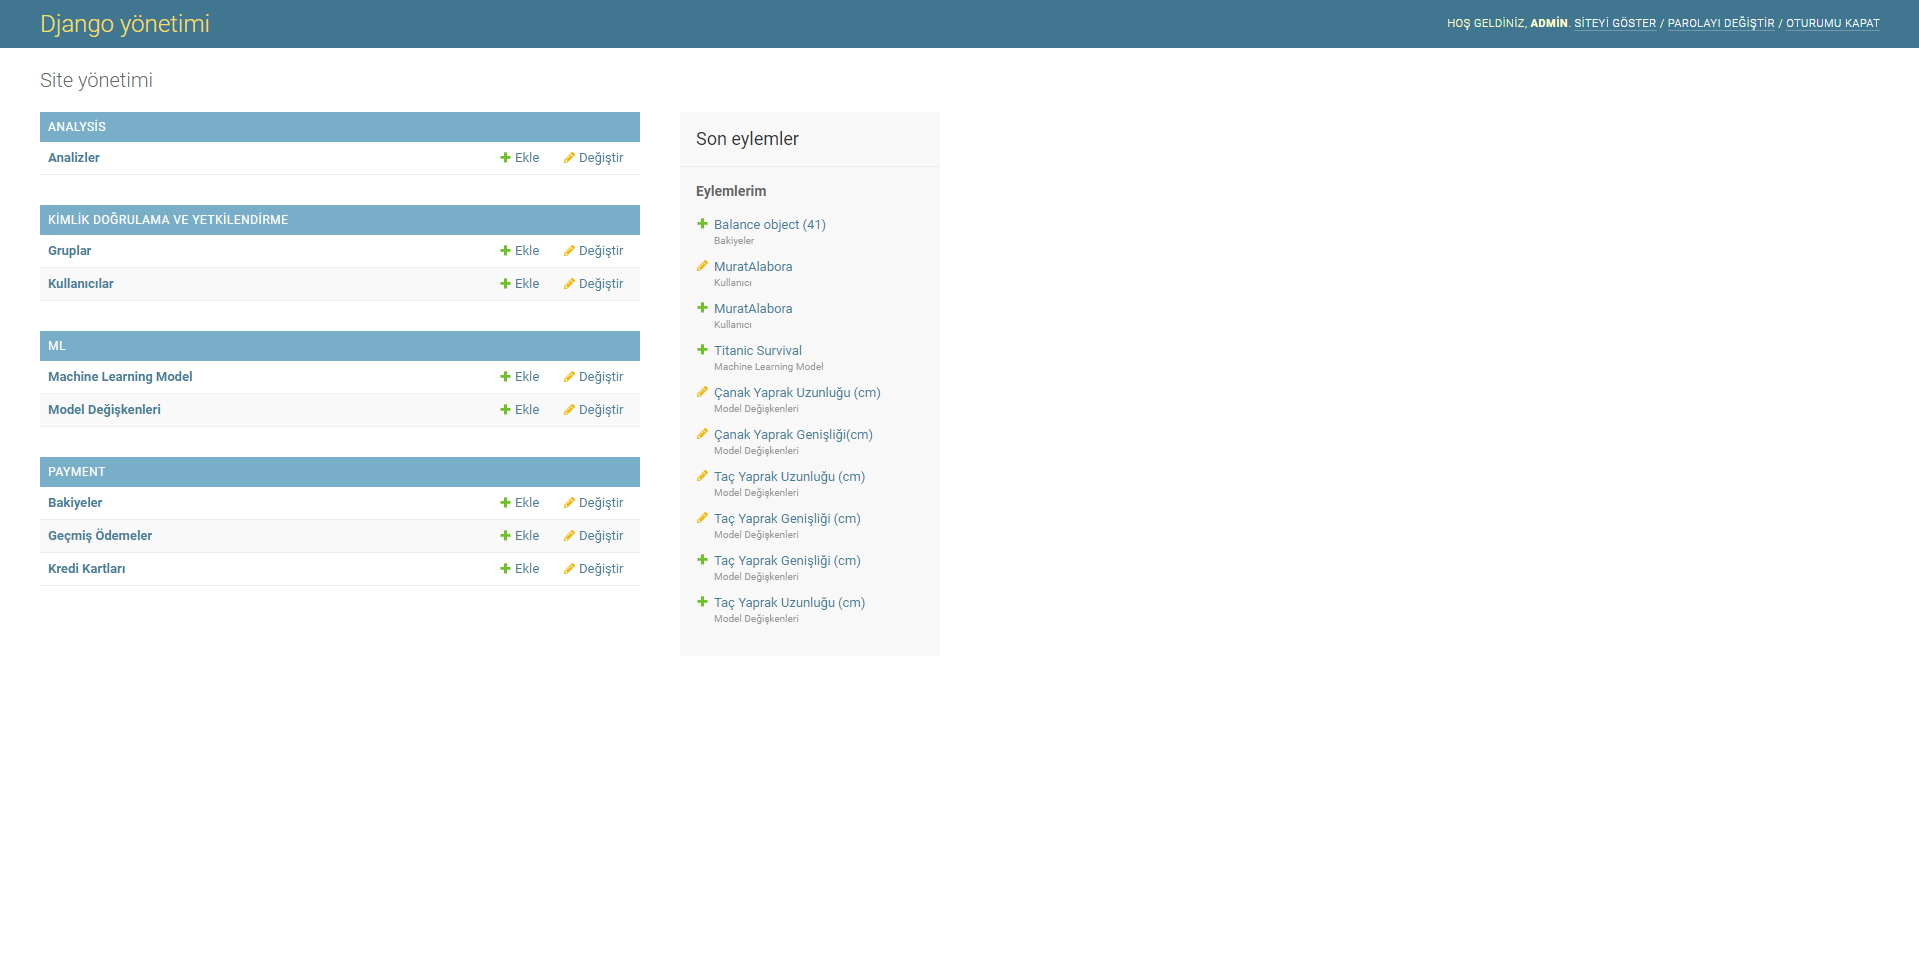 Django yönetimi
HOŞ GELDİNİZ, ADMIN. SİTEYİ GÖSTER / PAROLAYI DEĞİŞTİR / OTURUMU KAPAT
Site yönetimi
ANALYSİS
Analizler Ekle Değiştir
KİMLİK DOĞRULAMA VE YETKİLENDİRME
Gruplar Ekle Değiştir
Kullanıcılar Ekle Değiştir
ML
Machine Learning Model Ekle Değiştir
Model Değişkenleri Ekle Değiştir
PAYMENT
Bakiyeler Ekle Değiştir
Geçmiş Ödemeler Ekle Değiştir
Kredi Kartları Ekle Değiştir
Son eylemler
Eylemlerim
Balance object (41)
Bakiyeler
MuratAlabora
Kullanıcı
MuratAlabora
Kullanıcı
Titanic Survival
Machine Learning Model
Çanak Yaprak Uzunluğu (cm)
Model Değişkenleri
Çanak Yaprak Genişliği(cm)
Model Değişkenleri
Taç Yaprak Uzunluğu (cm)
Model Değişkenleri
Taç Yaprak Genişliği (cm)
Model Değişkenleri
Taç Yaprak Genişliği (cm)
Model Değişkenleri
Taç Yaprak Uzunluğu (cm)
Model Değişkenleri